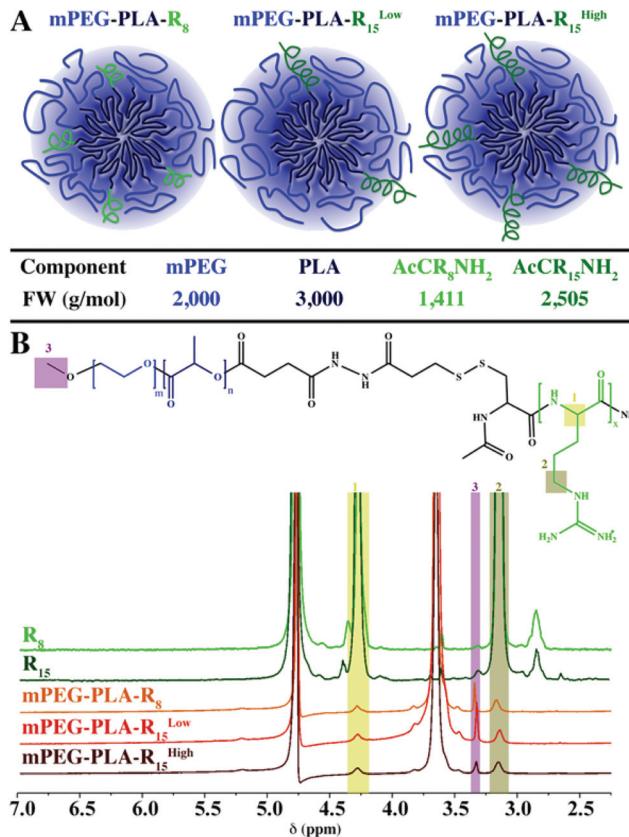 A
mPEG-PLA-R8 mPEG-PLA-R15Low mPEG-PLA-R15High
Component mPEG PLA AcCR8NH2 AcCR15NH2
FW (g/mol) 2,000 3,000 1,411 2,505
B
3
O O m O O n O O N H H N O S S HN O O N H 1 O x NH
2
NH
H2N NH2+
1 3 2
R8
R15
mPEG-PLA-R8
mPEG-PLA-R15Low
mPEG-PLA-R15High
7.0 6.5 6.0 5.5 5.0 4.5 4.0 3.5 3.0 2.5
δ (ppm)